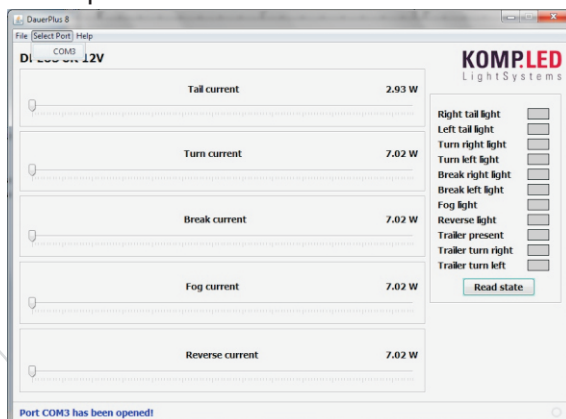 DauerPlus 8
File Select Port Help
COM3
12V
KOMP.LED
LightSystems
Tail current 2.93 W
Turn current 7.02 W
Break current 7.02 W
Fog current 7.02 W
Reverse current 7.02 W
Right tail light
Left tail light
Turn right light
Turn left light
Break right light
Break left light
Fog light
Reverse light
Trailer present
Trailer turn right
Trailer turn left
Read state
Port COM3 has been opened!